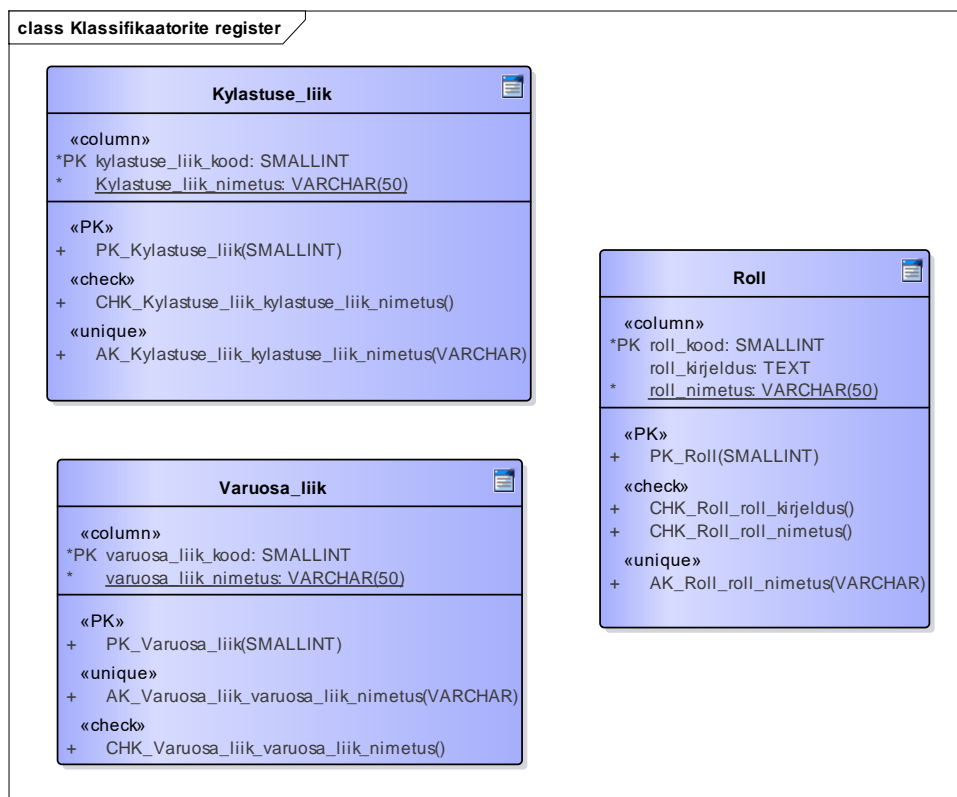 class Klassifikaatorite register
Kylastuse_liik
«column»
*PK kylastuse_liik_kood: SMALLINT
* Kylastuse_liik_nimetus: VARCHAR(50)
«PK»
+ PK_Kylastuse_liik(SMALLINT)
«check»
+ CHK_Kylastuse_liik_kylastuse_liik_nimetus()
«unique»
+ AK_Kylastuse_liik_kylastuse_liik_nimetus(VARCHAR)
Varuosa_liik
«column»
*PK varuosa_liik_kood: SMALLINT
* varuosa_liik_nimetus: VARCHAR(50)
«PK»
+ PK_Varuosa_liik(SMALLINT)
«unique»
+ AK_Varuosa_liik_varuosa_liik_nimetus(VARCHAR)
«check»
+ CHK_Varuosa_liik_varuosa_liik_nimetus()
Roll
«column»
*PK roll_kood: SMALLINT
roll_kirjeldus: TEXT
* roll_nimetus: VARCHAR(50)
«PK»
+ PK_Roll(SMALLINT)
«check»
+ CHK_Roll_roll_kirjeldus()
+ CHK_Roll_roll_nimetus()
«unique»
+ AK_Roll_roll_nimetus(VARCHAR)